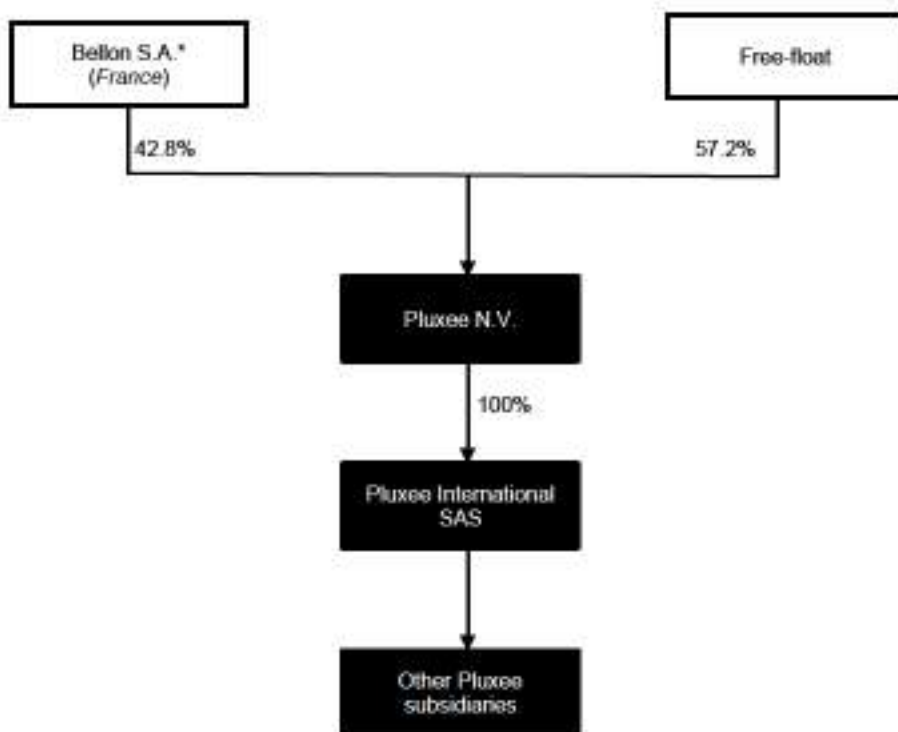 Bellon S.A.*
(France)
Free-float
42.8%
57.2%
Pluxee N.V.
100%
Pluxee International
SAS
Other Pluxee
subsidiaries